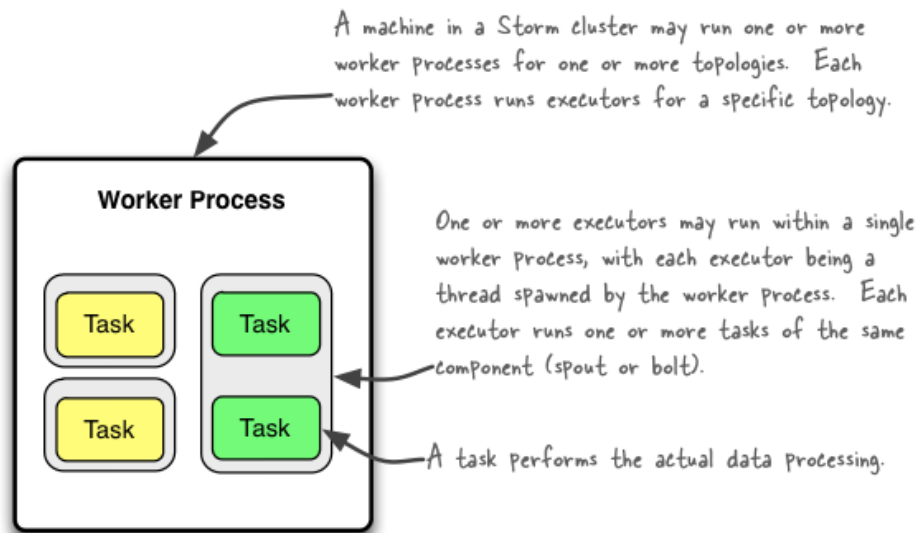 A machine in a Storm cluster may run one or more
worker processes for one or more topologies. Each
worker process runs executors for a specific topology.
Worker Process
One or more executors may run within a single
worker process, with each executor being a
thread spawned by the worker process. Each
executor runs one or more tasks of the same
component (spout or bolt).
Task
Task
Task
Task
A task performs the actual data processing.